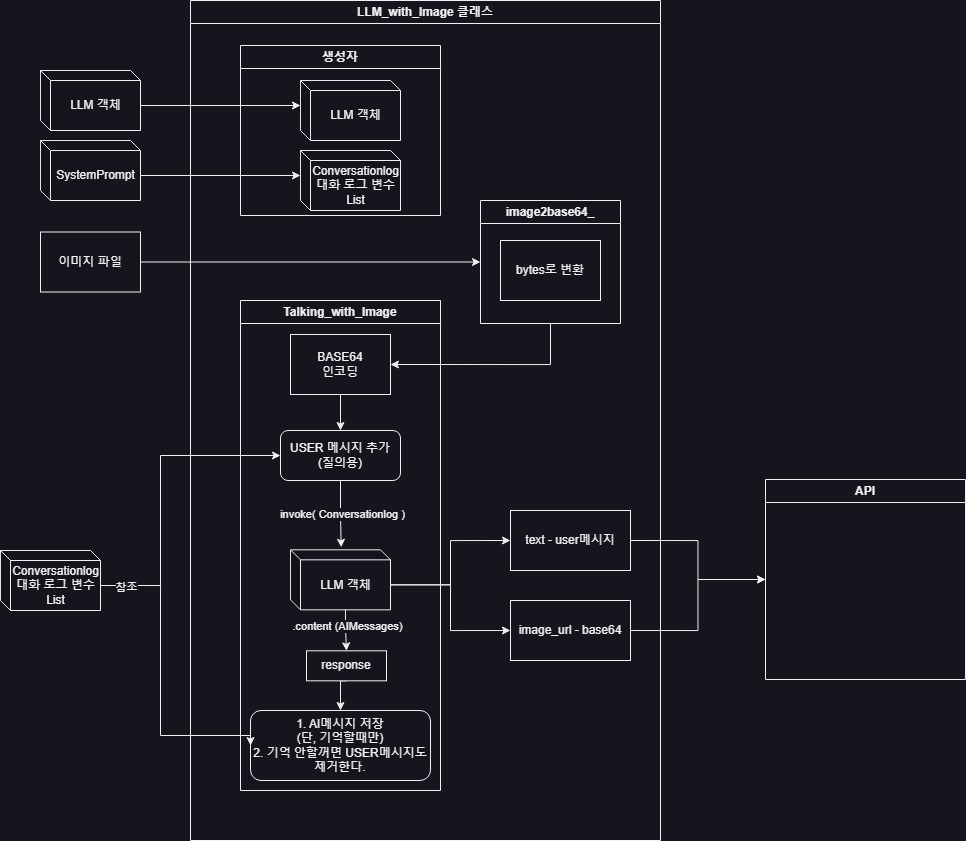 LLM_with_Image 클래스
생성자
LLM 객체
LLM 객체
SystemPrompt
Conversationlog
대화 로그 변수
List
image2base64_
이미지 파일
bytes로 변환
Talking_with_Image
BASE64
인코딩
USER 메시지 추가
(질의용)
API
invoke( Conversationlog )
text - user메시지
Conversationlog
대화 로그 변수
List
참조
LLM 객체
.content (AIMessages)
image_url - base64
response
1. AI메시지 저장
(단, 기억할때만)
2. 기억 안할꺼면 USER메시지도
제거한다.